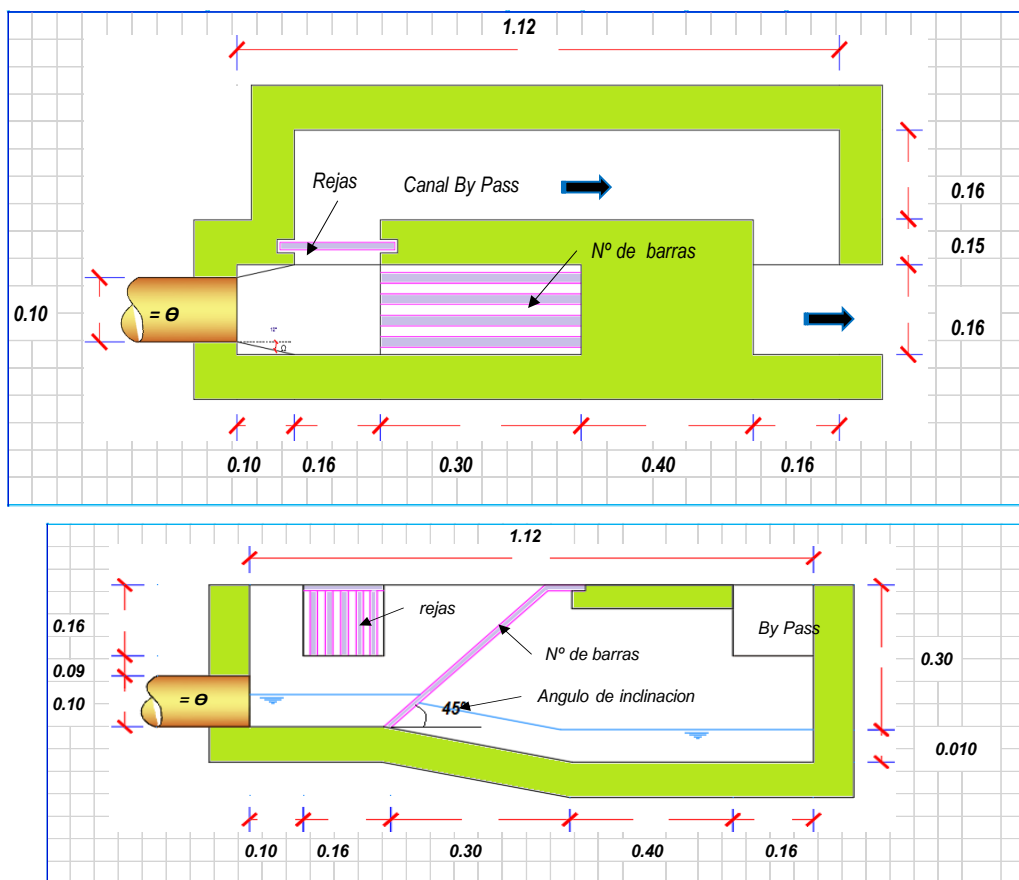 1.12
Rejas
Canal By Pass
Nº de barras
0.16
0.15
0.16
0.10
= Ө
0.10
0.16
0.30
0.40
0.16
1.12
rejas
Nº de barras
By Pass
Angulo de inclinacion
45º
0.16
0.09
0.10
= Ө
0.30
0.010
0.10
0.16
0.30
0.40
0.16